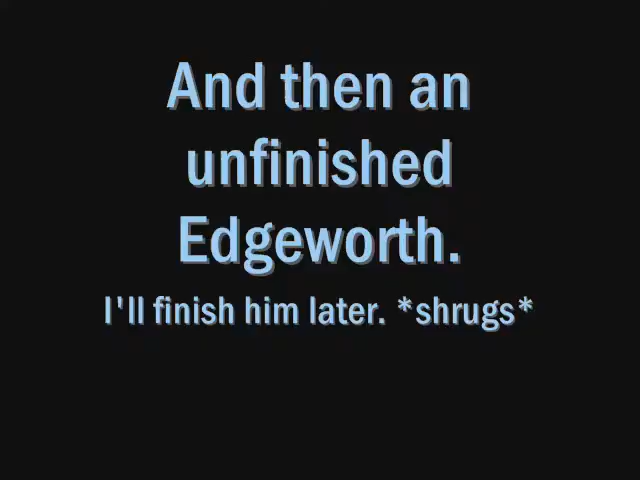 And then an
unfinished
Edgeworth.
I'll finish him later. *shrugs*